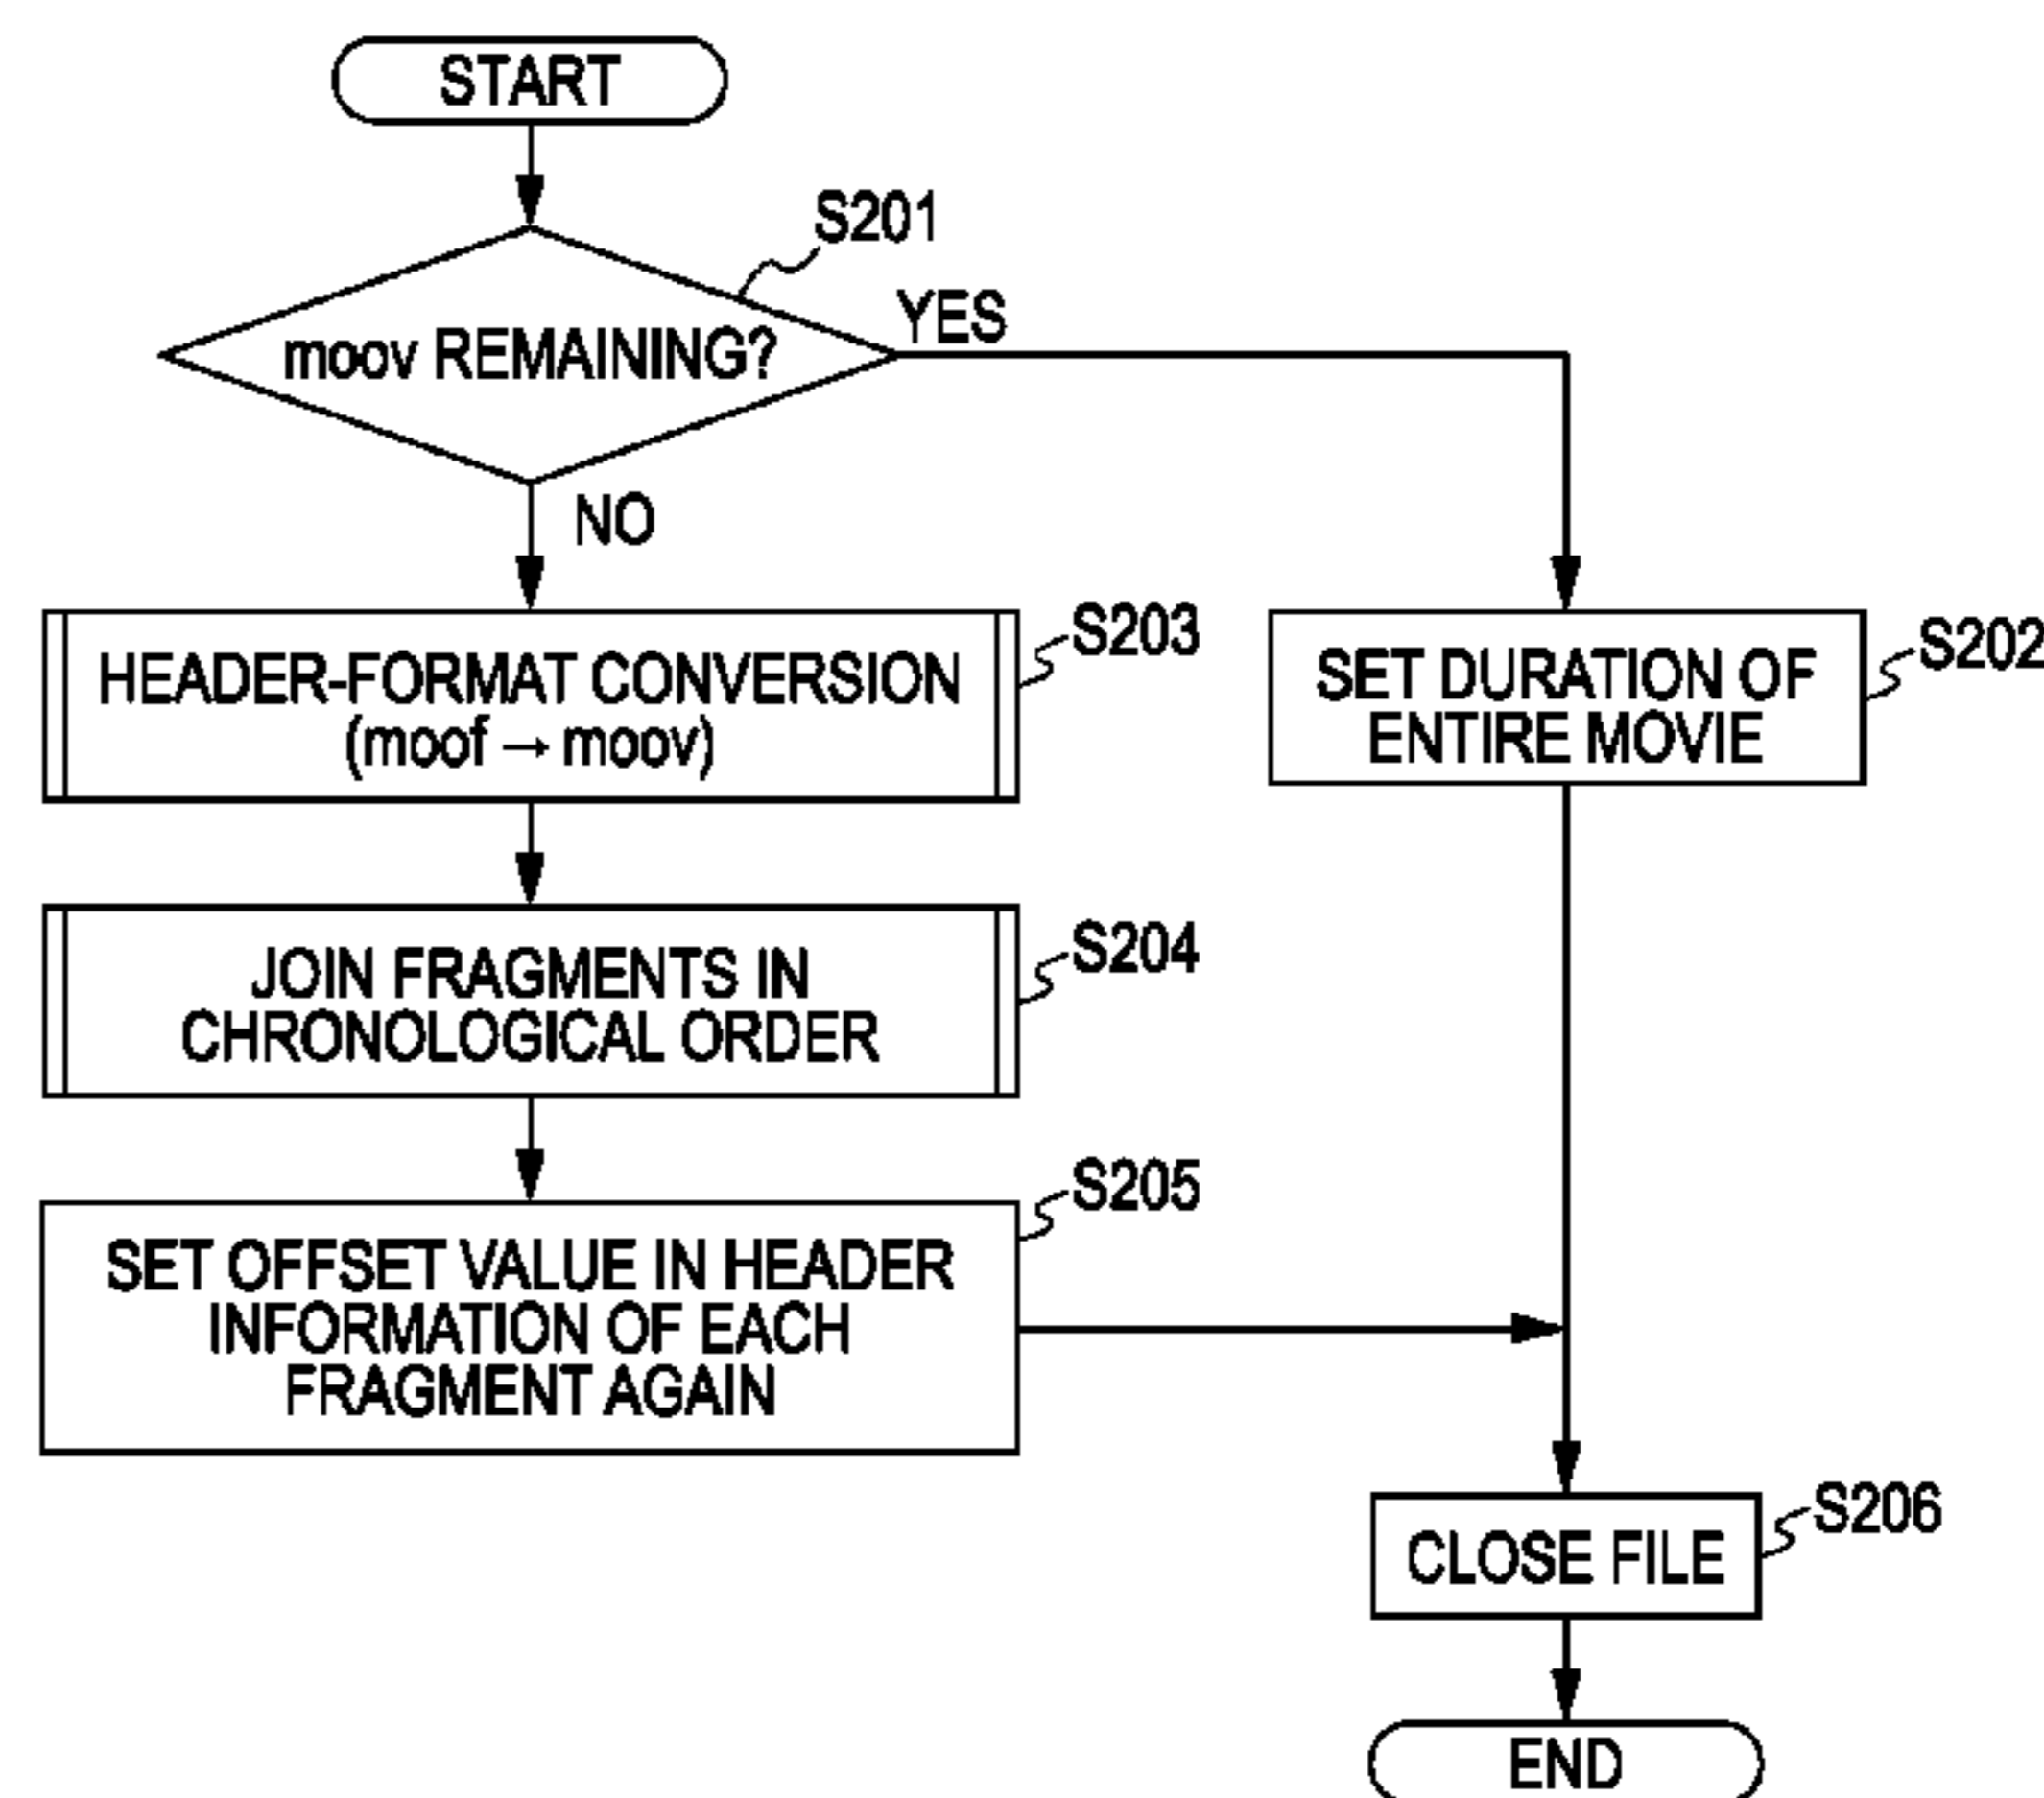 START
S201
moov REMAINING?
YES
NO
HEADER-FORMAT CONVERSION
(moof → moov)
S203
SET DURATION OF
ENTIRE MOVIE
S202
JOIN FRAGMENTS IN
CHRONOLOGICAL ORDER
S204
SET OFFSET VALUE IN HEADER
INFORMATION OF EACH
FRAGMENT AGAIN
S205
CLOSE FILE
S206
END